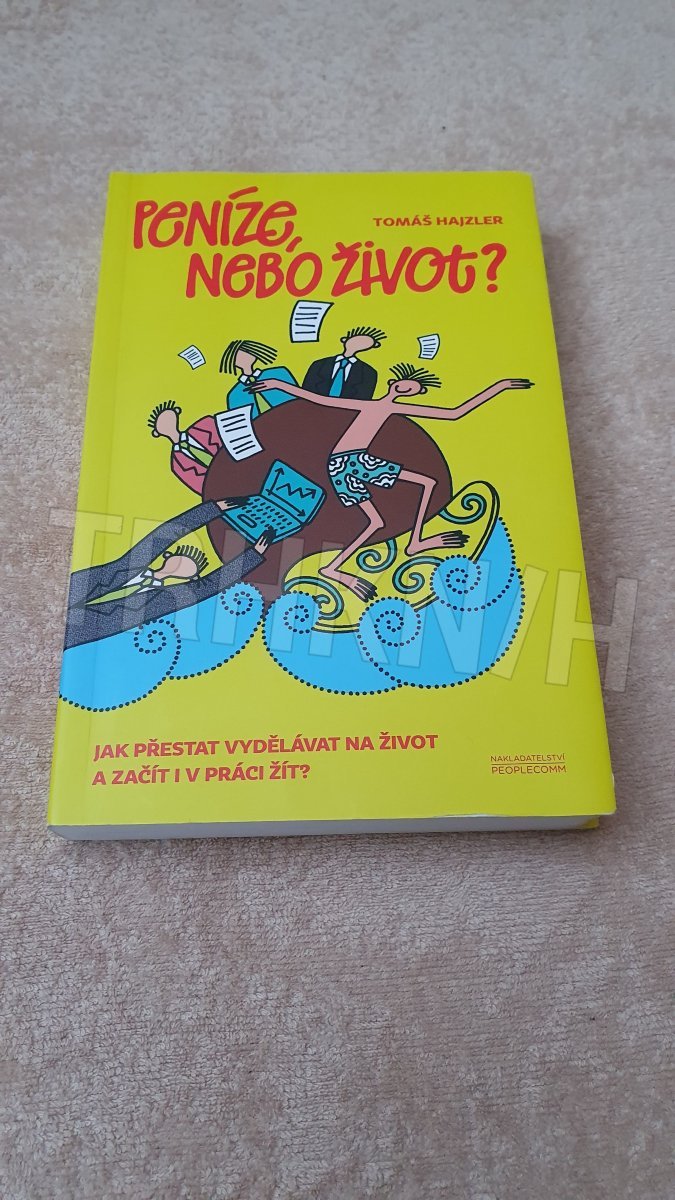 Peníze,
TOMÁŠ HAJZLER
nebo život?
JAK PŘESTAT VYDĚLÁVAT NA ŽIVOT
A ZAČÍT I V PRÁCI ŽÍT?
NAKLADATELSTVÍ
PEOPLECOMM